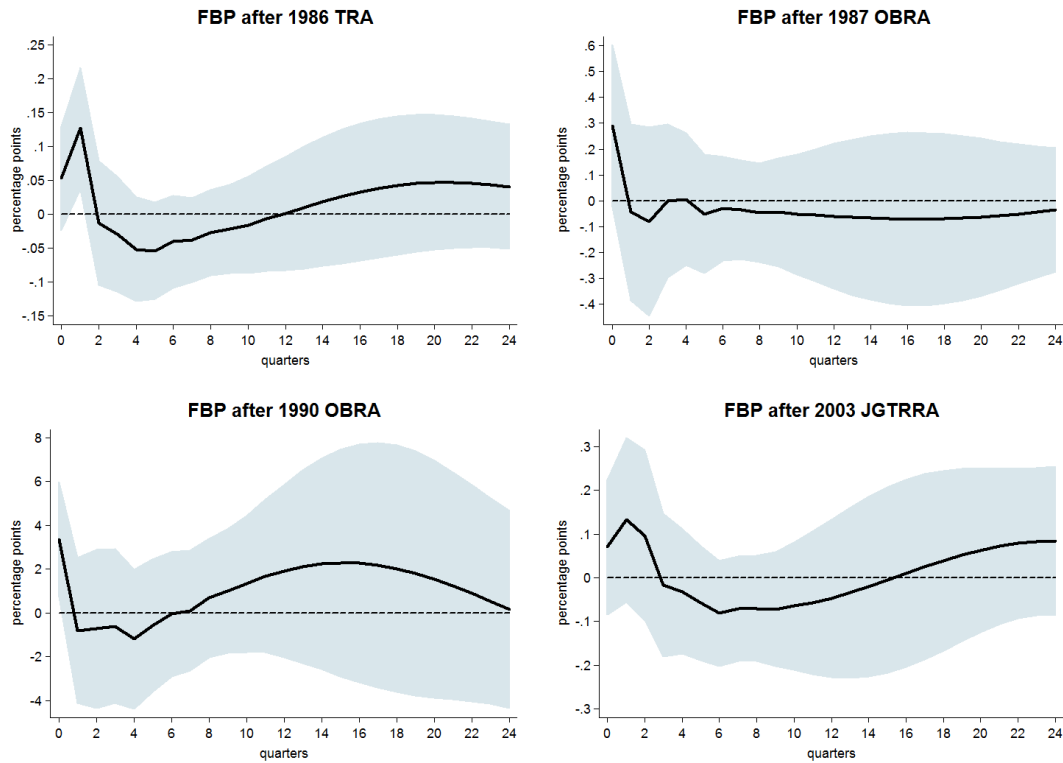 FBP after 1986 TRA
percentage points
.25
.2
.15
.1
.05
0
-.05
-.1
-.15
0 2 4 6 8 10 12 14 16 18 20 22 24
quarters
FBP after 1987 OBRA
percentage points
.6
.5
.4
.3
.2
.1
0
-.1
-.2
-.3
-.4
0 2 4 6 8 10 12 14 16 18 20 22 24
quarters
FBP after 1990 OBRA
percentage points
8
6
4
2
0
-2
-4
0 2 4 6 8 10 12 14 16 18 20 22 24
quarters
FBP after 2003 JGTRRA
percentage points
.3
.2
.1
0
-.1
-.2
-.3
0 2 4 6 8 10 12 14 16 18 20 22 24
quarters